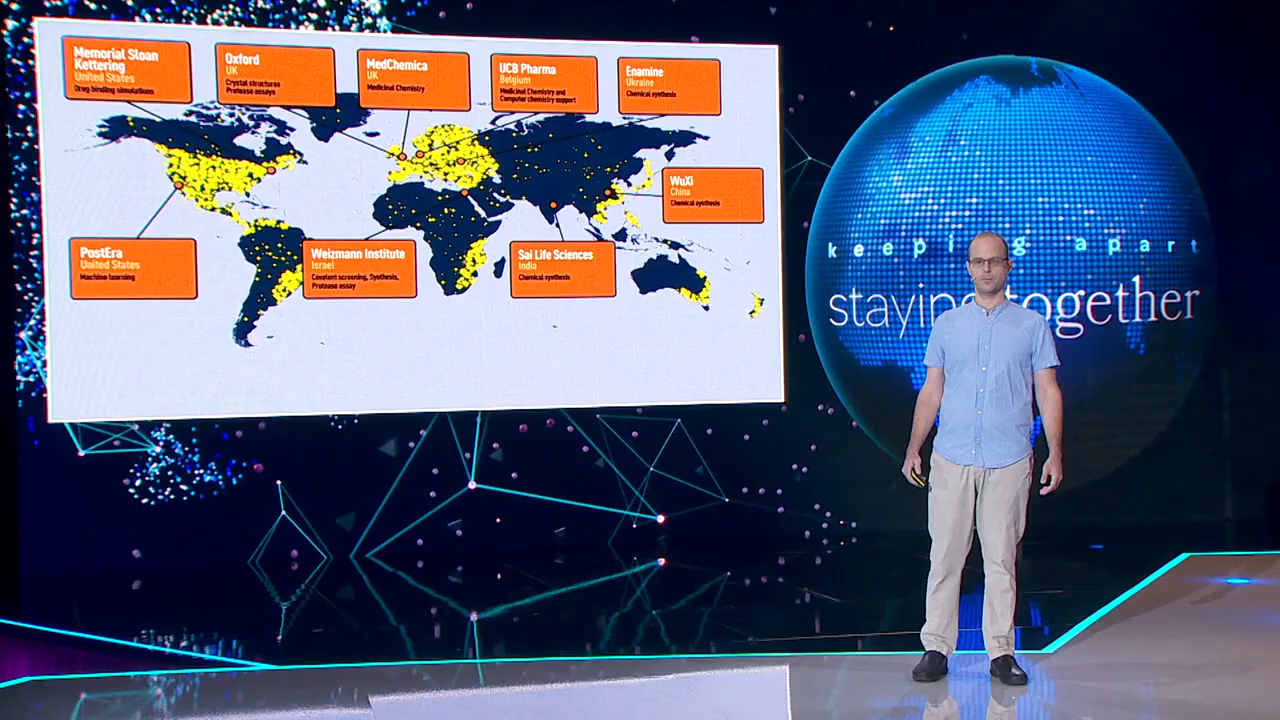 Memorial Sloan
Kettering
United States
Drug binding simulations
Oxford
UK
Crystal structures
Protease assays
MedChemica
UK
Medicinal Chemistry
UCB Pharma
Belgium
Medicinal Chemistry and
Computer chemistry support
Enamine
Ukraine
Chemical synthesis
WuXi
China
Chemical synthesis
PostEra
United States
Machine learning
Weizmann Institute
Israel
Covalent screening, Synthesis,
Protease assay
Sai Life Sciences
India
Chemical synthesis
keeping apart
staying together